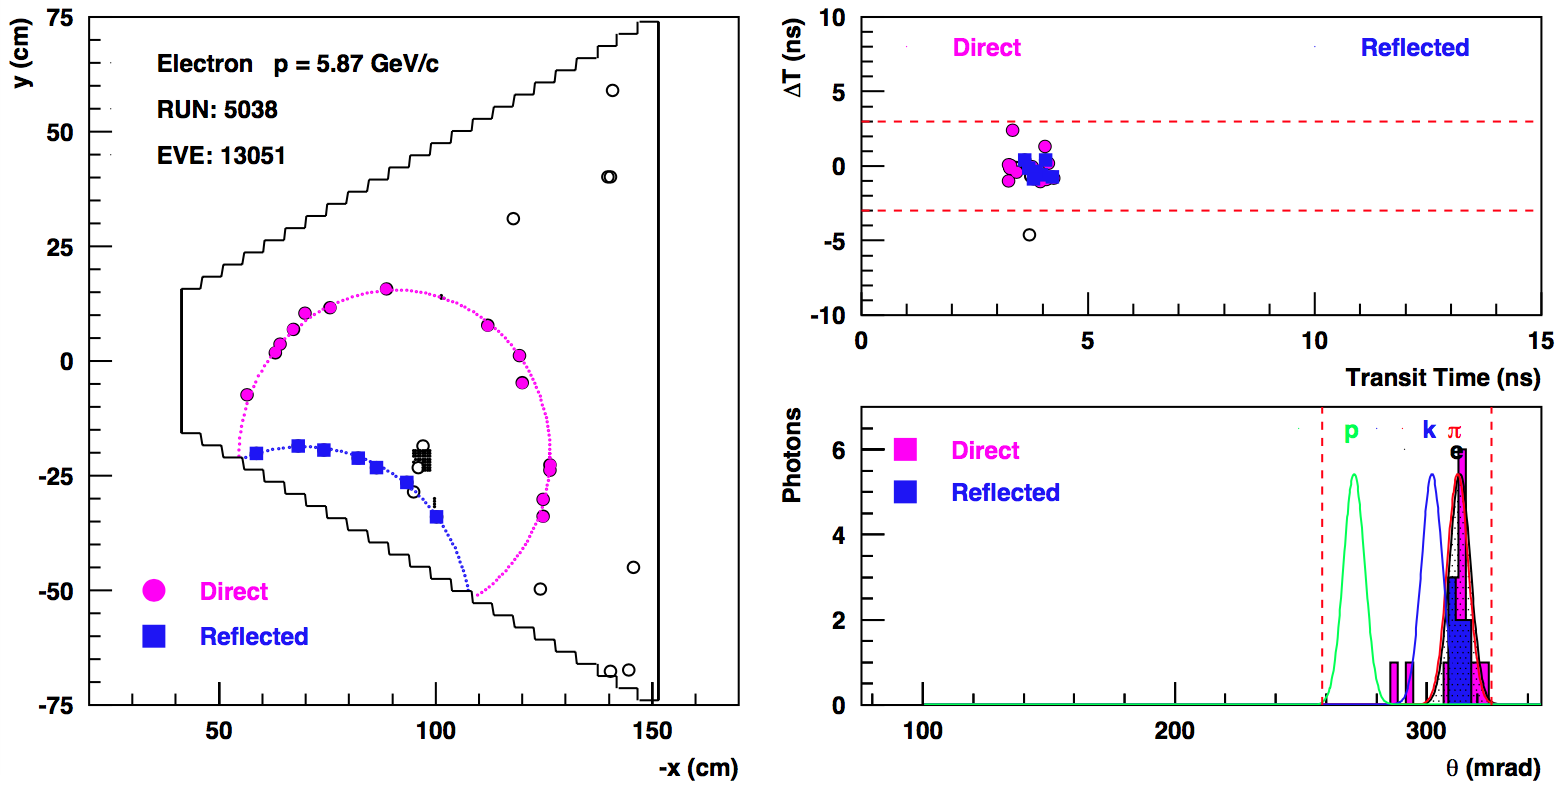 y (cm)
75
50
25
0
-25
-50
-75
Electron p = 5.87 GeV/c
RUN: 5038
EVE: 13051
Direct
Reflected
50 100 150
-x (cm)
ΔT (ns)
10
5
0
-5
-10
Direct Reflected
0 5 10 15
Transit Time (ns)
Photons
6
4
2
0
Direct
Reflected
p k π
e
100 200 300
θ (mrad)